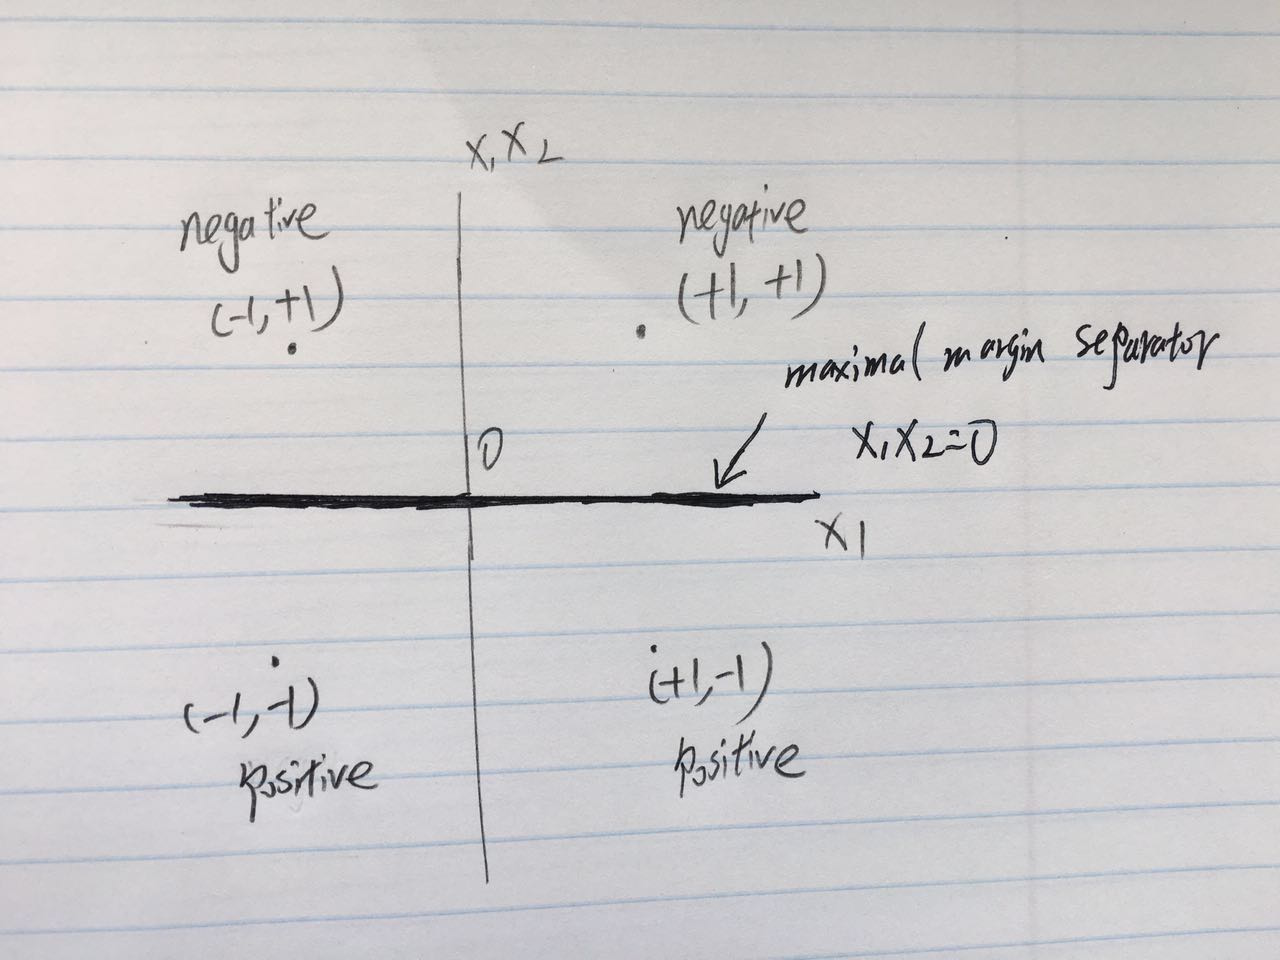 x₁x₂
negative
(-1, +1)
negative
(+1, +1)
maximal margin separator
x₁x₂=0
0
x1
(-1, -1)
positive
(+1, -1)
positive